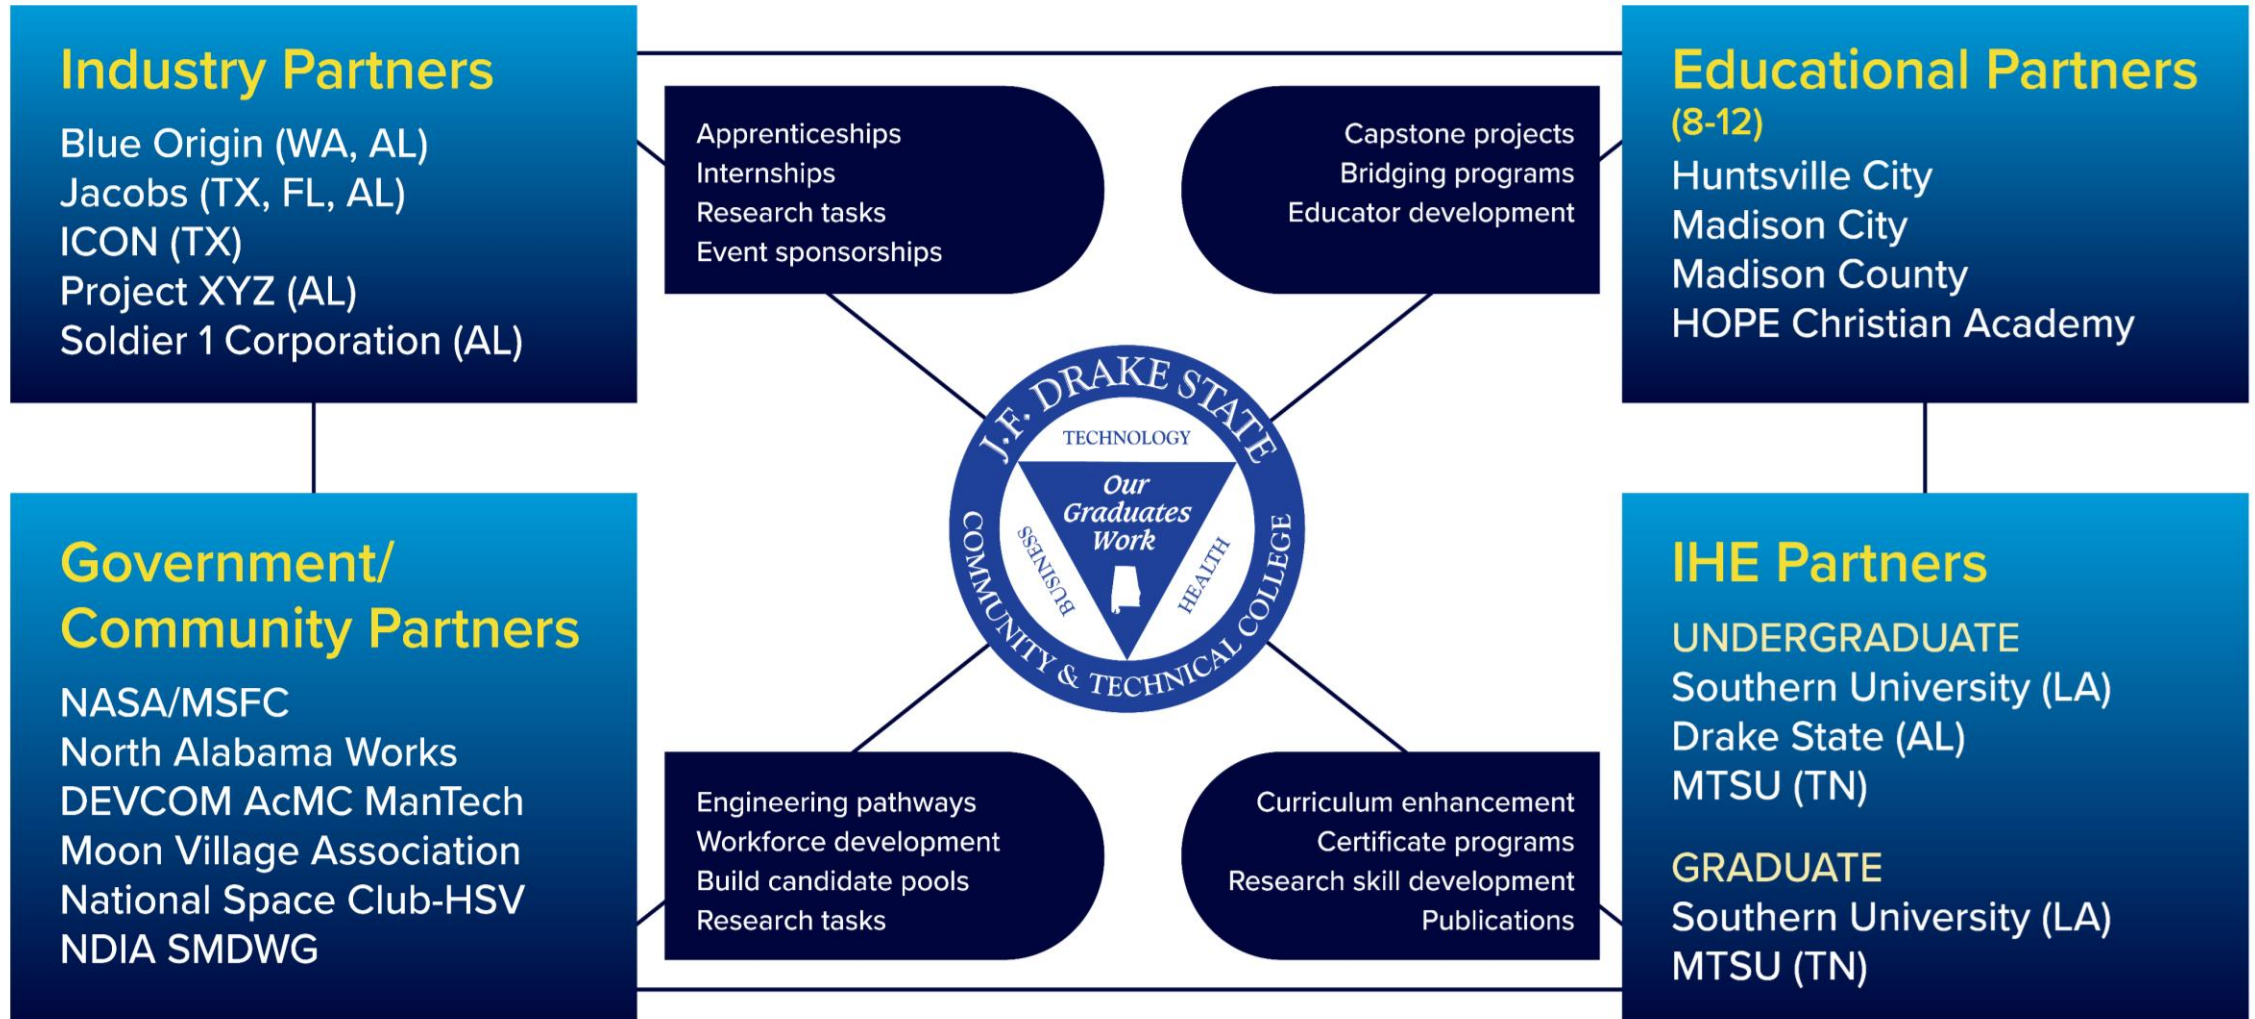 Industry Partners
Blue Origin (WA, AL)
Jacobs (TX, FL, AL)
ICON (TX)
Project XYZ (AL)
Soldier 1 Corporation (AL)
Apprenticeships
Internships
Research tasks
Event sponsorships
Capstone projects
Bridging programs
Educator development
Educational Partners
(8-12)
Huntsville City
Madison City
Madison County
HOPE Christian Academy
J.F. DRAKE STATE
TECHNOLOGY
Our
Graduates
Work
BUSINESS
HEALTH
COMMUNITY & TECHNICAL COLLEGE
Government/
Community Partners
NASA/MSFC
North Alabama Works
DEVCOM AcMC ManTech
Moon Village Association
National Space Club-HSV
NDIA SMDWG
Engineering pathways
Workforce development
Build candidate pools
Research tasks
Curriculum enhancement
Certificate programs
Research skill development
Publications
IHE Partners
UNDERGRADUATE
Southern University (LA)
Drake State (AL)
MTSU (TN)
GRADUATE
Southern University (LA)
MTSU (TN)